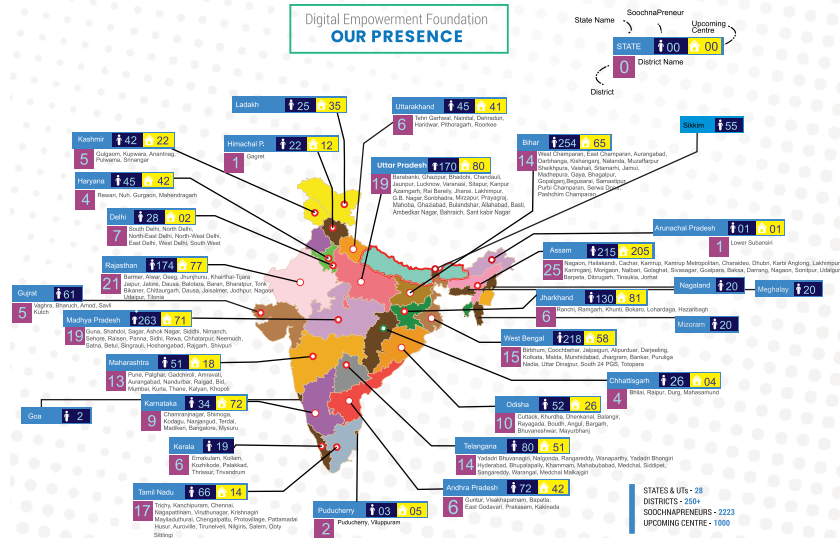 Digital Empowerment Foundation
OUR PRESENCE
SoochnaPreneur
State Name
Upcoming
Centre
STATE 00 00
0 District Name
District
Ladakh 25 35
Uttarakhand 45 41
6 Tehri Garhwal, Nainital, Dehradun,
Haridwar, Pithoragarh, Roorkee
Sikkim 55
Kashmir 42 22
5 Gulgaom, Kupwara, Anantnag,
Pulwama, Srinangar
Himachal P. 22 12
1 Gagret
Bihar 254 65
14 West Champaran, East Champaran, Aurangabad,
Darbhanga, Kishanganj, Nalanda, Muzaffarpur
Sheikhpura, Vaishali, Sitamarhi, Jamui,
Madhepura, Gaya, Bhagalpur,
Gopalganj,Begusarai, Samastipur,
Purbi Champaran, Serwa Door,
Pashchim Champaran
Uttar Pradesh 170 80
19 Barabanki, Ghazipur, Bhadohi, Chandauli,
Jaunpur, Lucknow, Varanasi, Sitapur, Kanpur
Azamgarh, Rai Barely, Jhansi, Lakhimpur,
G.B. Nagar, Sonbhadra, Mirzapur, Prayagraj,
Mahoba, Ghaziabad, Bulandshar, Allahabad, Basli,
Ambedkar Nagar, Bahraich, Sant kabir Nagar
Haryana 45 42
4 Rewari, Nuh, Gurgaon, Mahendragarh
Delhi 28 02
7 South Delhi, North Delhi,
North-East Delhi, North-West Delhi,
East Delhi, West Delhi, South West
Arunachal Pradesh 01 01
1 Lower Subansiri
Assam 215 205
25 Nagaon, Hailakandi, Cachar, Kamrup, Kamrup Metropolitan, Charaideo, Dhubri, Karbi Anglong, Lakhimpur
Karimganj, Morigaon, Nalbari, Golaghat, Sivasagar, Goalpara, Baksa, Darrang, Nagaon, Sonitpur, Udalguri
Barpeta, Dibrugarh, Tinsukia, Jorhat
Rajasthan 174 77
21 Barmer, Alwar, Deeg, Jhunjhunu, Khairthal-Tijara
Jaipur, Jalore, Dausa, Balotara, Baran, Bharatpur, Tonk
Bikaner, Chittaurgarh, Dausa, Jaisalmer, Jodhpur, Nagaur
Udaipur, Tilonia
Gujrat 61
5 Vaghra, Bharuch, Amod, Savli
Kutch
Nagaland 20
Meghalay 20
Jharkhand 130 81
6 Ranchi, Ramgarh, Khunti, Bokaro, Lohardaga, Hazaribagh
Mizoram 20
Madhya Pradesh 263 71
19 Guna, Shahdol, Sagar, Ashok Nagar, Siddhi, Nimanch,
Sehore, Raisen, Panna, Sidhi, Rewa, Chhatarpur, Neemuch,
Satna, Betul, Singrauli, Hoshangabad, Rajgarh, Shivpuri
West Bengal 218 58
15 Birbhum, Coochbehar, Jalpaiguri, Alipurduar, Darjeeling,
Kolkata, Malda, Murshidabad, Jhargram, Bankar, Puruliga
Nadia, Uttar Dinajpur, South 24 PGS, Totopara
Maharashtra 51 18
13 Pune, Palghar, Gadchiroli, Amravati,
Aurangabad, Nandurbar, Raigad, Bid,
Mumbai, Kurla, Thane, Kalyan, Khopoli
Chhattisgarh 26 04
4 Bhilai, Raipur, Durg, Mahasamund
Karnataka 34 72
9 Chamrajnagar, Shimoga,
Kodagu, Nanjangud, Terdal,
Madikeri, Bangalore, Mysuru
Goa 2
Odisha 52 26
10 Cuttack, Khurdha, Dhenkanal, Balangir,
Rayagada, Boudh, Angul, Bargarh,
Bhuvaneshwar, Mayurbhanj
Kerala 19 15
6 Ernakulam, Kollam,
Kozhikode, Palakkad,
Thrissur, Trivandrum
Telangana 80 51
14 Yadadri Bhuvanagiri, Nalgonda, Rangareddy, Wanaparthy, Yadadri Bhongiri
Hyderabad, Bhupalapally, Khammam, Mahabubabad, Medchal, Siddipet,
Sangareddy, Warangal, Medchal Malkajgiri
Tamil Nadu 66 14
17 Trichy, Kanchipuram, Chennai,
Nagapattinam, Viruthunagar, Krishnagiri
Mayiladuthurai, Chengalpattu, Protovillage, Pattamadai
Husur, Auroville, Tirunelveli, Nilgiris, Salem, Ooty
Sittingi
Andhra Pradesh 72 42
6 Guntur, Visakhapatnam, Bapatla,
East Godavari, Prakasam, Kakinada
Puducherry 03 05
2 Puducherry, Viluppuram
STATES & UTs - 28
DISTRICTS - 250+
SOOCHNAPRENEURS - 2223
UPCOMING CENTRE - 1000